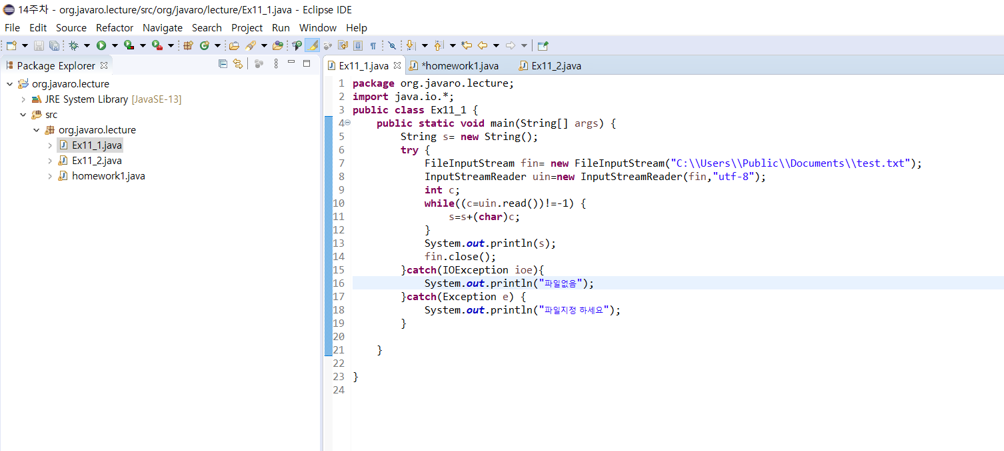 14주차 - org.javaro.lecture/src/org/javaro/lecture/Ex11_1.java - Eclipse IDE
File Edit Source Refactor Navigate Search Project Run Window Help
Package Explorer
org.javaro.lecture
JRE System Library [JavaSE-13]
src
org.javaro.lecture
Ex11_1.java
Ex11_2.java
homework1.java
Ex11_1.java *homework1.java Ex11_2.java
1 package org.javaro.lecture;
2 import java.io.*;
3 public class Ex11_1 {
4 public static void main(String[] args) {
5 String s= new String();
6 try {
7 FileInputStream fin= new FileInputStream("C:\\Users\\Public\\Documents\\test.txt");
8 InputStreamReader uin=new InputStreamReader(fin,"utf-8");
9 int c;
10 while((c=uin.read())!=-1) {
11 s=s+(char)c;
12 }
13 System.out.println(s);
14 fin.close();
15 }catch(IOException ioe){
16 System.out.println("파일없음");
17 }catch(Exception e) {
18 System.out.println("파일지정 하세요");
19 }
20
21 }
22
23 }
24